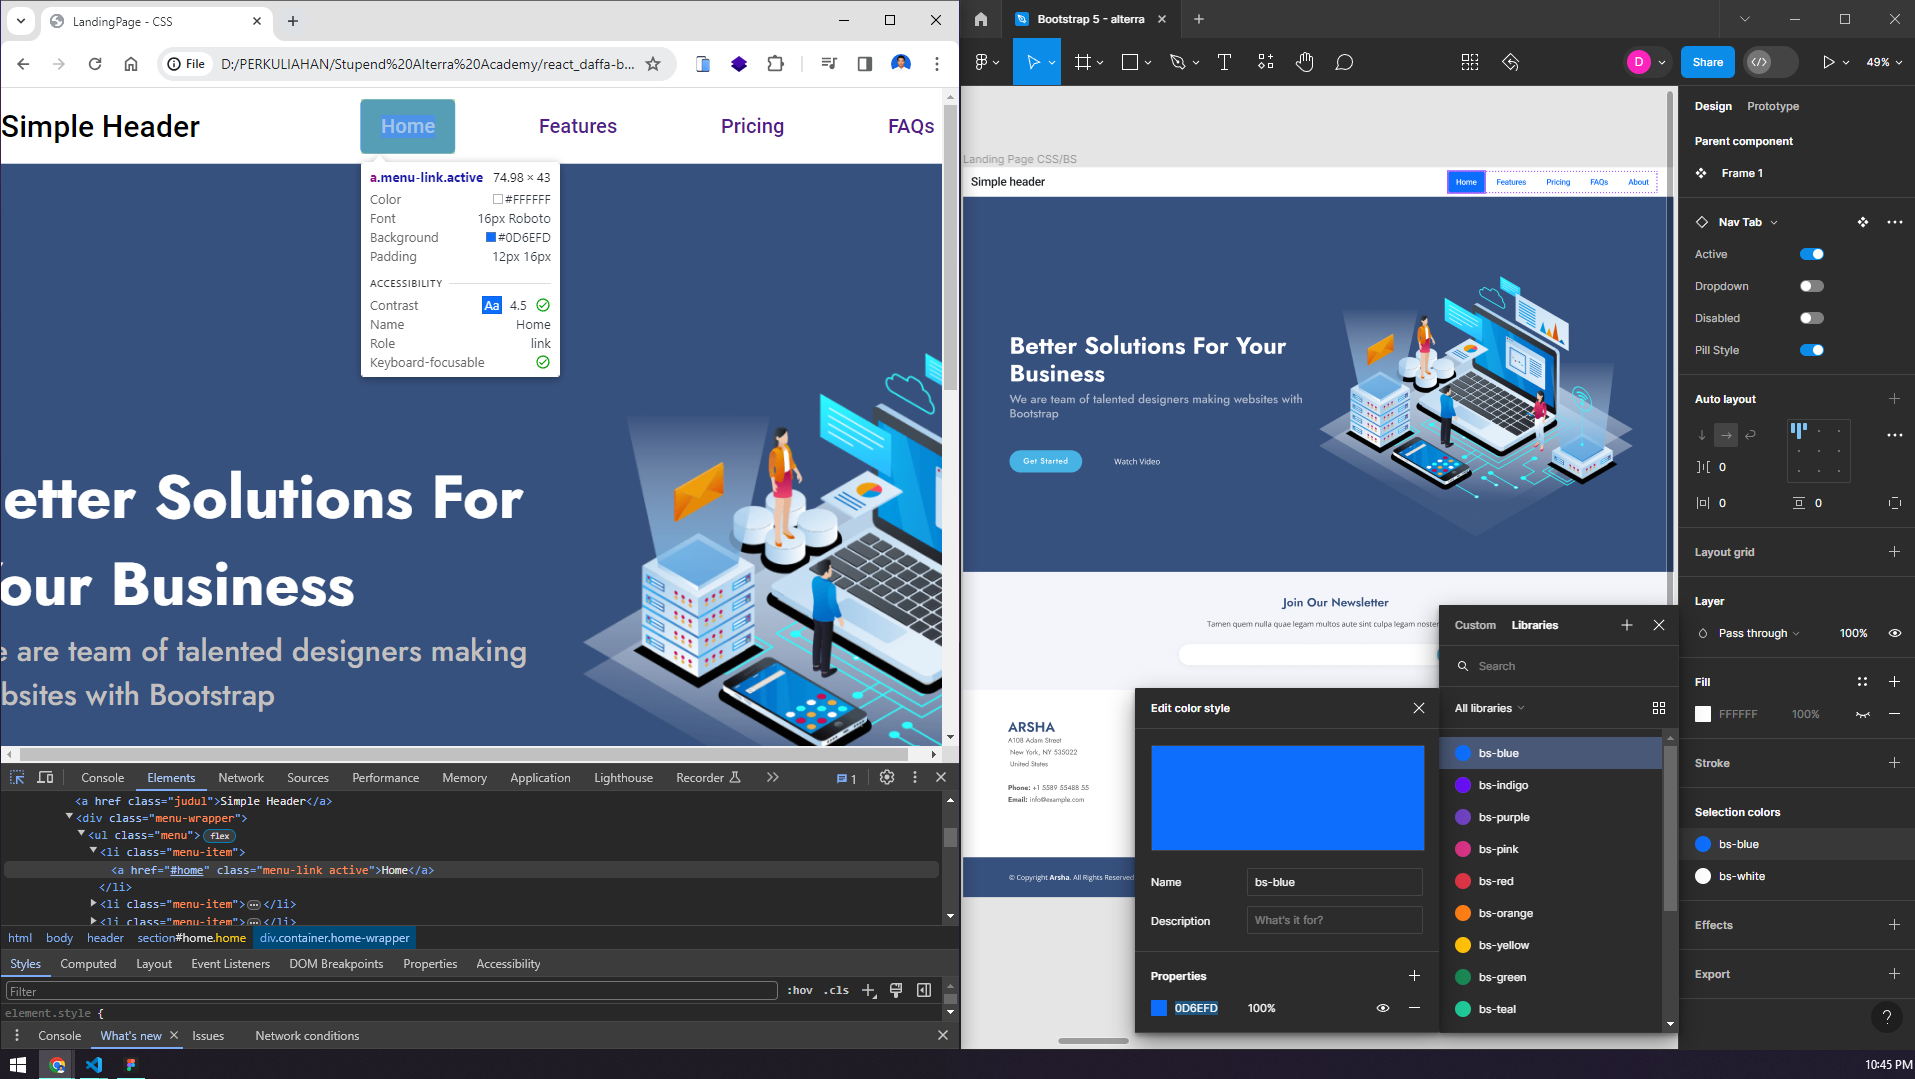 LandingPage - CSS
File
D:/PERKULIAHAN/Stupend%20Alterra%20Academy/react_daffa-b...
Simple Header
Home
Features
Pricing
FAQs
a.menu-link.active 74.98 × 43
Color #FFFFFF
Font 16px Roboto
Background #0D6EFD
Padding 12px 16px
ACCESSIBILITY
Contrast Aa 4.5
Name Home
Role link
Keyboard-focusable
etter Solutions For
our Business
e are team of talented designers making
bsites with Bootstrap
Console Elements Network Sources Performance Memory Application Lighthouse Recorder 1
<a href class="judul">Simple Header</a>
<div class="menu-wrapper">
<ul class="menu"> flex
<li class="menu-item">
<a href="#home" class="menu-link active">Home</a>
</li>
<li class="menu-item"> ... </li>
<li class="menu-item"> ... </li>
html body header section#home.home div.container.home-wrapper
Styles Computed Layout Event Listeners DOM Breakpoints Properties Accessibility
Filter :hov .cls
element.style {
Console What's new Issues Network conditions
Bootstrap 5 - alterra
D Share 49%
Landing Page CSS/BS
Simple header
Home Features Pricing FAQs About
Better Solutions For Your
Business
We are team of talented designers making websites with
Bootstrap
Get Started Watch Video
Join Our Newsletter
Tamen quem nulla quae legam multos aute sint culpa legam noster
ARSHA
A108 Adam Street
New York, NY 535022
United States
Phone: +1 5589 55488 55
Email: info@example.com
© Copyright Arsha. All Rights Reserved
Edit color style
Name bs-blue
Description What's it for?
Properties
0D6EFD 100%
Custom Libraries
Search
All libraries
bs-blue
bs-indigo
bs-purple
bs-pink
bs-red
bs-orange
bs-yellow
bs-green
bs-teal
Design Prototype
Parent component
Frame 1
Nav Tab
Active
Dropdown
Disabled
Pill Style
Auto layout
0
0 0
Layout grid
Layer
Pass through 100%
Fill
FFFFFF 100%
Stroke
Selection colors
bs-blue
bs-white
Effects
Export
?
10:45 PM